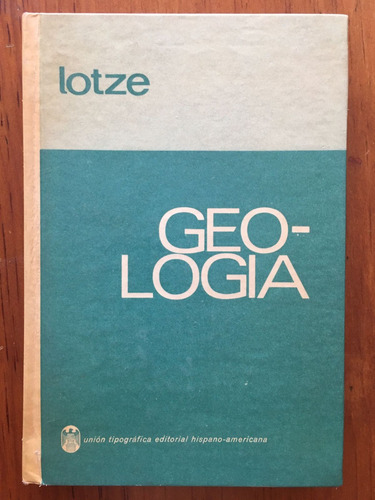 lotze
GEO-
LOGIA
unión tipográfica editorial hispano-americana